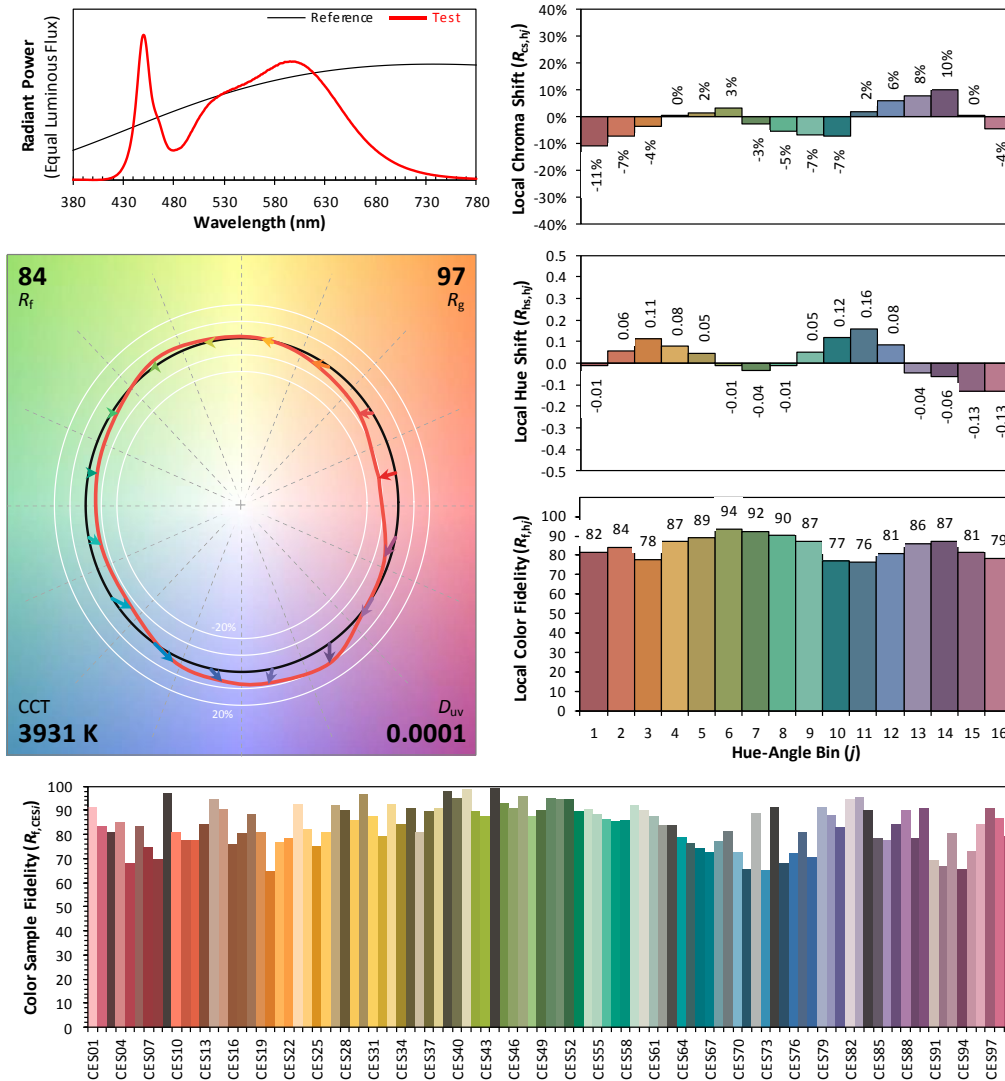 Reference Test
Radiant Power
(Equal Luminous Flux)
380 430 480 530 580 630 680 730 780
Wavelength (nm)
Local Chroma Shift (Rcs,hj)
40%
30%
20%
10%
0%
-10%
-20%
-30%
-40%
-11% -7% -4% 0% 2% 3% -3% -5% -7% -7% 2% 6% 8% 10% 0% -4%
84
Rf
97
Rg
-20%
20%
CCT
3931 K
Duv
0.0001
Local Hue Shift (Rhs,hj)
0.5
0.4
0.3
0.2
0.1
0.0
-0.1
-0.2
-0.3
-0.4
-0.5
-0.01 0.06 0.11 0.08 0.05 -0.01 -0.04 -0.01 0.05 0.12 0.16 0.08 -0.04 -0.06 -0.13 -0.13
Local Color Fidelity (Rf,hj)
100
90
80
70
60
50
40
30
20
10
0
82 84 78 87 89 94 92 90 87 77 76 81 86 87 81 79
1 2 3 4 5 6 7 8 9 10 11 12 13 14 15 16
Hue-Angle Bin (j)
Color Sample Fidelity (Rf,CESi)
100
90
80
70
60
50
40
30
20
10
0
CES01 CES04 CES07 CES10 CES13 CES16 CES19 CES22 CES25 CES28 CES31 CES34 CES37 CES40 CES43 CES46 CES49 CES52 CES55 CES58 CES61 CES64 CES67 CES70 CES73 CES76 CES79 CES82 CES85 CES88 CES91 CES94 CES97